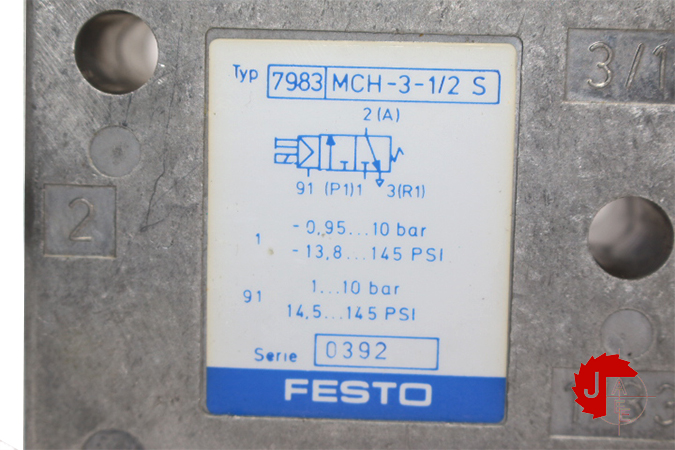 3/1
Typ 7983 MCH-3-1/2 S
2(A)
91 (P1)1 3(R1)
2
1 -0,95...10 bar
-13,8...145 PSI
91 1...10 bar
14,5...145 PSI
Serie 0392
FESTO
J